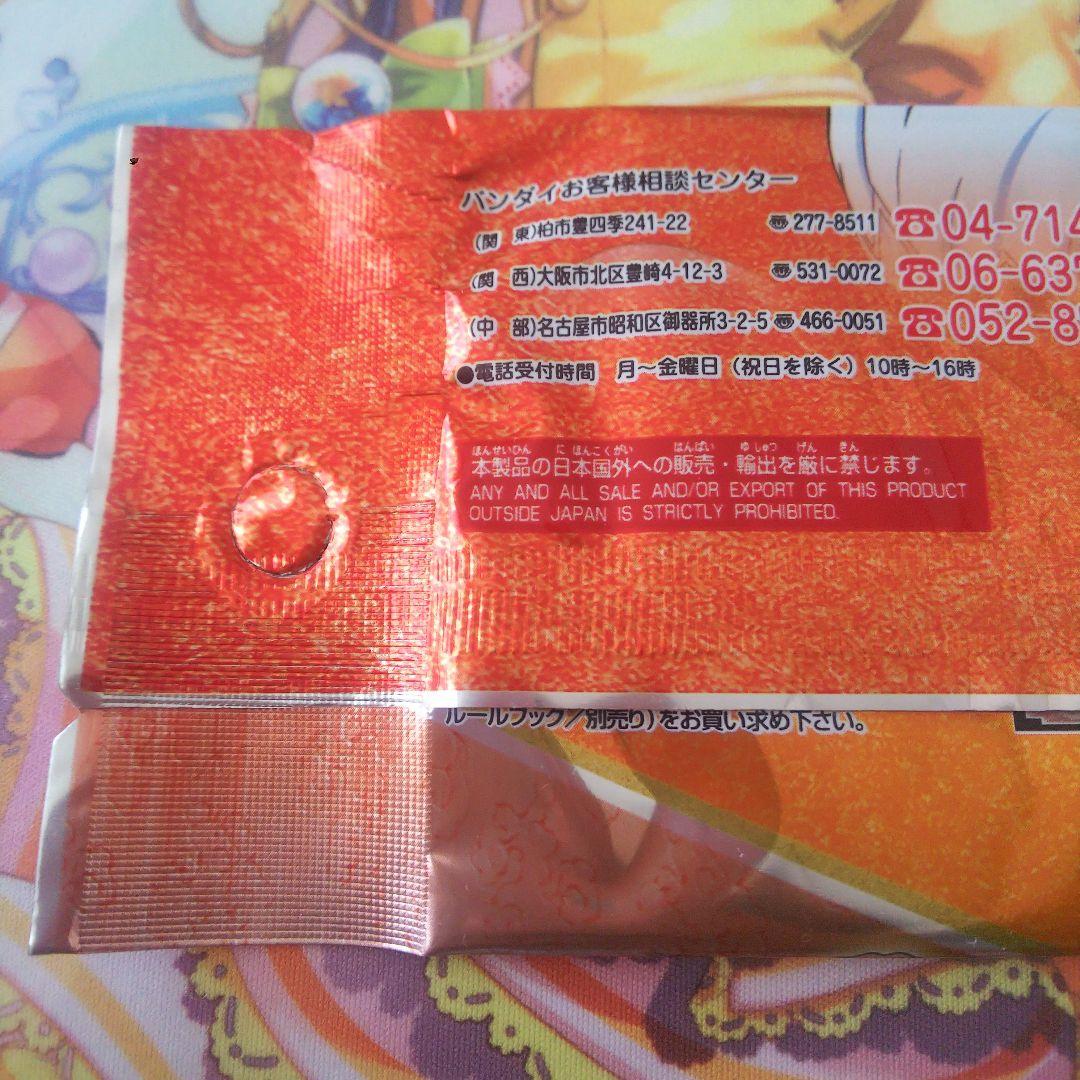 バンダイお客様相談センター
(関 東)柏市豊四季241-22 〠277-8511 ☎04-714
(関 西)大阪市北区豊崎4-12-3 〠531-0072 ☎06-637
(中 部)名古屋市昭和区御器所3-2-5 〠466-0051 ☎052-8
●電話受付時間 月〜金曜日(祝日を除く)10時〜16時
ほんせいひん に ほんこくがい はんばい ゆ しゅつ げん きん
本製品の日本国外への販売・輸出を厳に禁じます。
ANY AND ALL SALE AND/OR EXPORT OF THIS PRODUCT
OUTSIDE JAPAN IS STRICTLY PROHIBITED.
ルールブック/別売り)をお買い求め下さい。